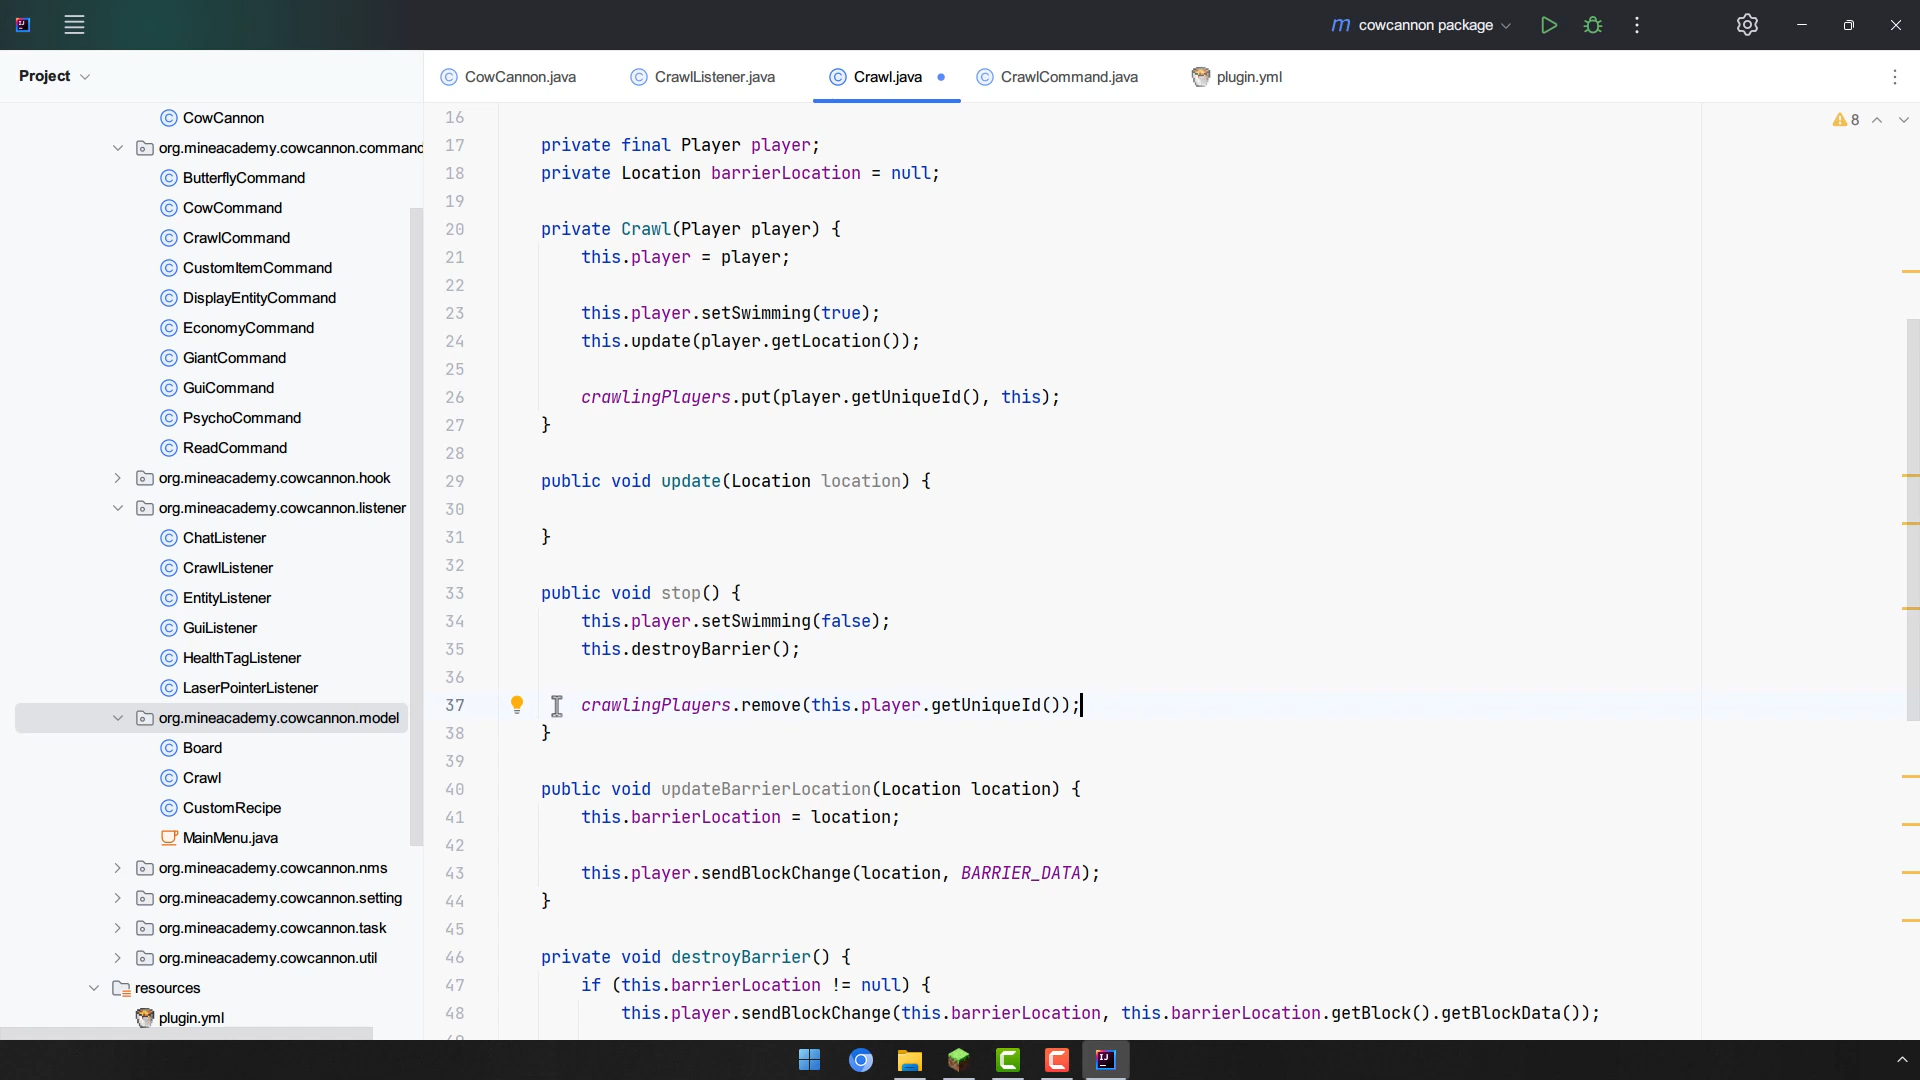 cowcannon package
Project
CowCannon.java
CrawlListener.java
Crawl.java
CrawlCommand.java
plugin.yml
CowCannon
org.mineacademy.cowcannon.command
ButterflyCommand
CowCommand
CrawlCommand
CustomItemCommand
DisplayEntityCommand
EconomyCommand
GiantCommand
GuiCommand
PsychoCommand
ReadCommand
org.mineacademy.cowcannon.hook
org.mineacademy.cowcannon.listener
ChatListener
CrawlListener
EntityListener
GuiListener
HealthTagListener
LaserPointerListener
org.mineacademy.cowcannon.model
Board
Crawl
CustomRecipe
MainMenu.java
org.mineacademy.cowcannon.nms
org.mineacademy.cowcannon.setting
org.mineacademy.cowcannon.task
org.mineacademy.cowcannon.util
resources
plugin.yml
8
16
17 private final Player player;
18 private Location barrierLocation = null;
19
20 private Crawl(Player player) {
21 this.player = player;
22
23 this.player.setSwimming(true);
24 this.update(player.getLocation());
25
26 crawlingPlayers.put(player.getUniqueId(), this);
27 }
28
29 public void update(Location location) {
30
31 }
32
33 public void stop() {
34 this.player.setSwimming(false);
35 this.destroyBarrier();
36
37 crawlingPlayers.remove(this.player.getUniqueId());
38 }
39
40 public void updateBarrierLocation(Location location) {
41 this.barrierLocation = location;
42
43 this.player.sendBlockChange(location, BARRIER_DATA);
44 }
45
46 private void destroyBarrier() {
47 if (this.barrierLocation != null) {
48 this.player.sendBlockChange(this.barrierLocation, this.barrierLocation.getBlock().getBlockData());